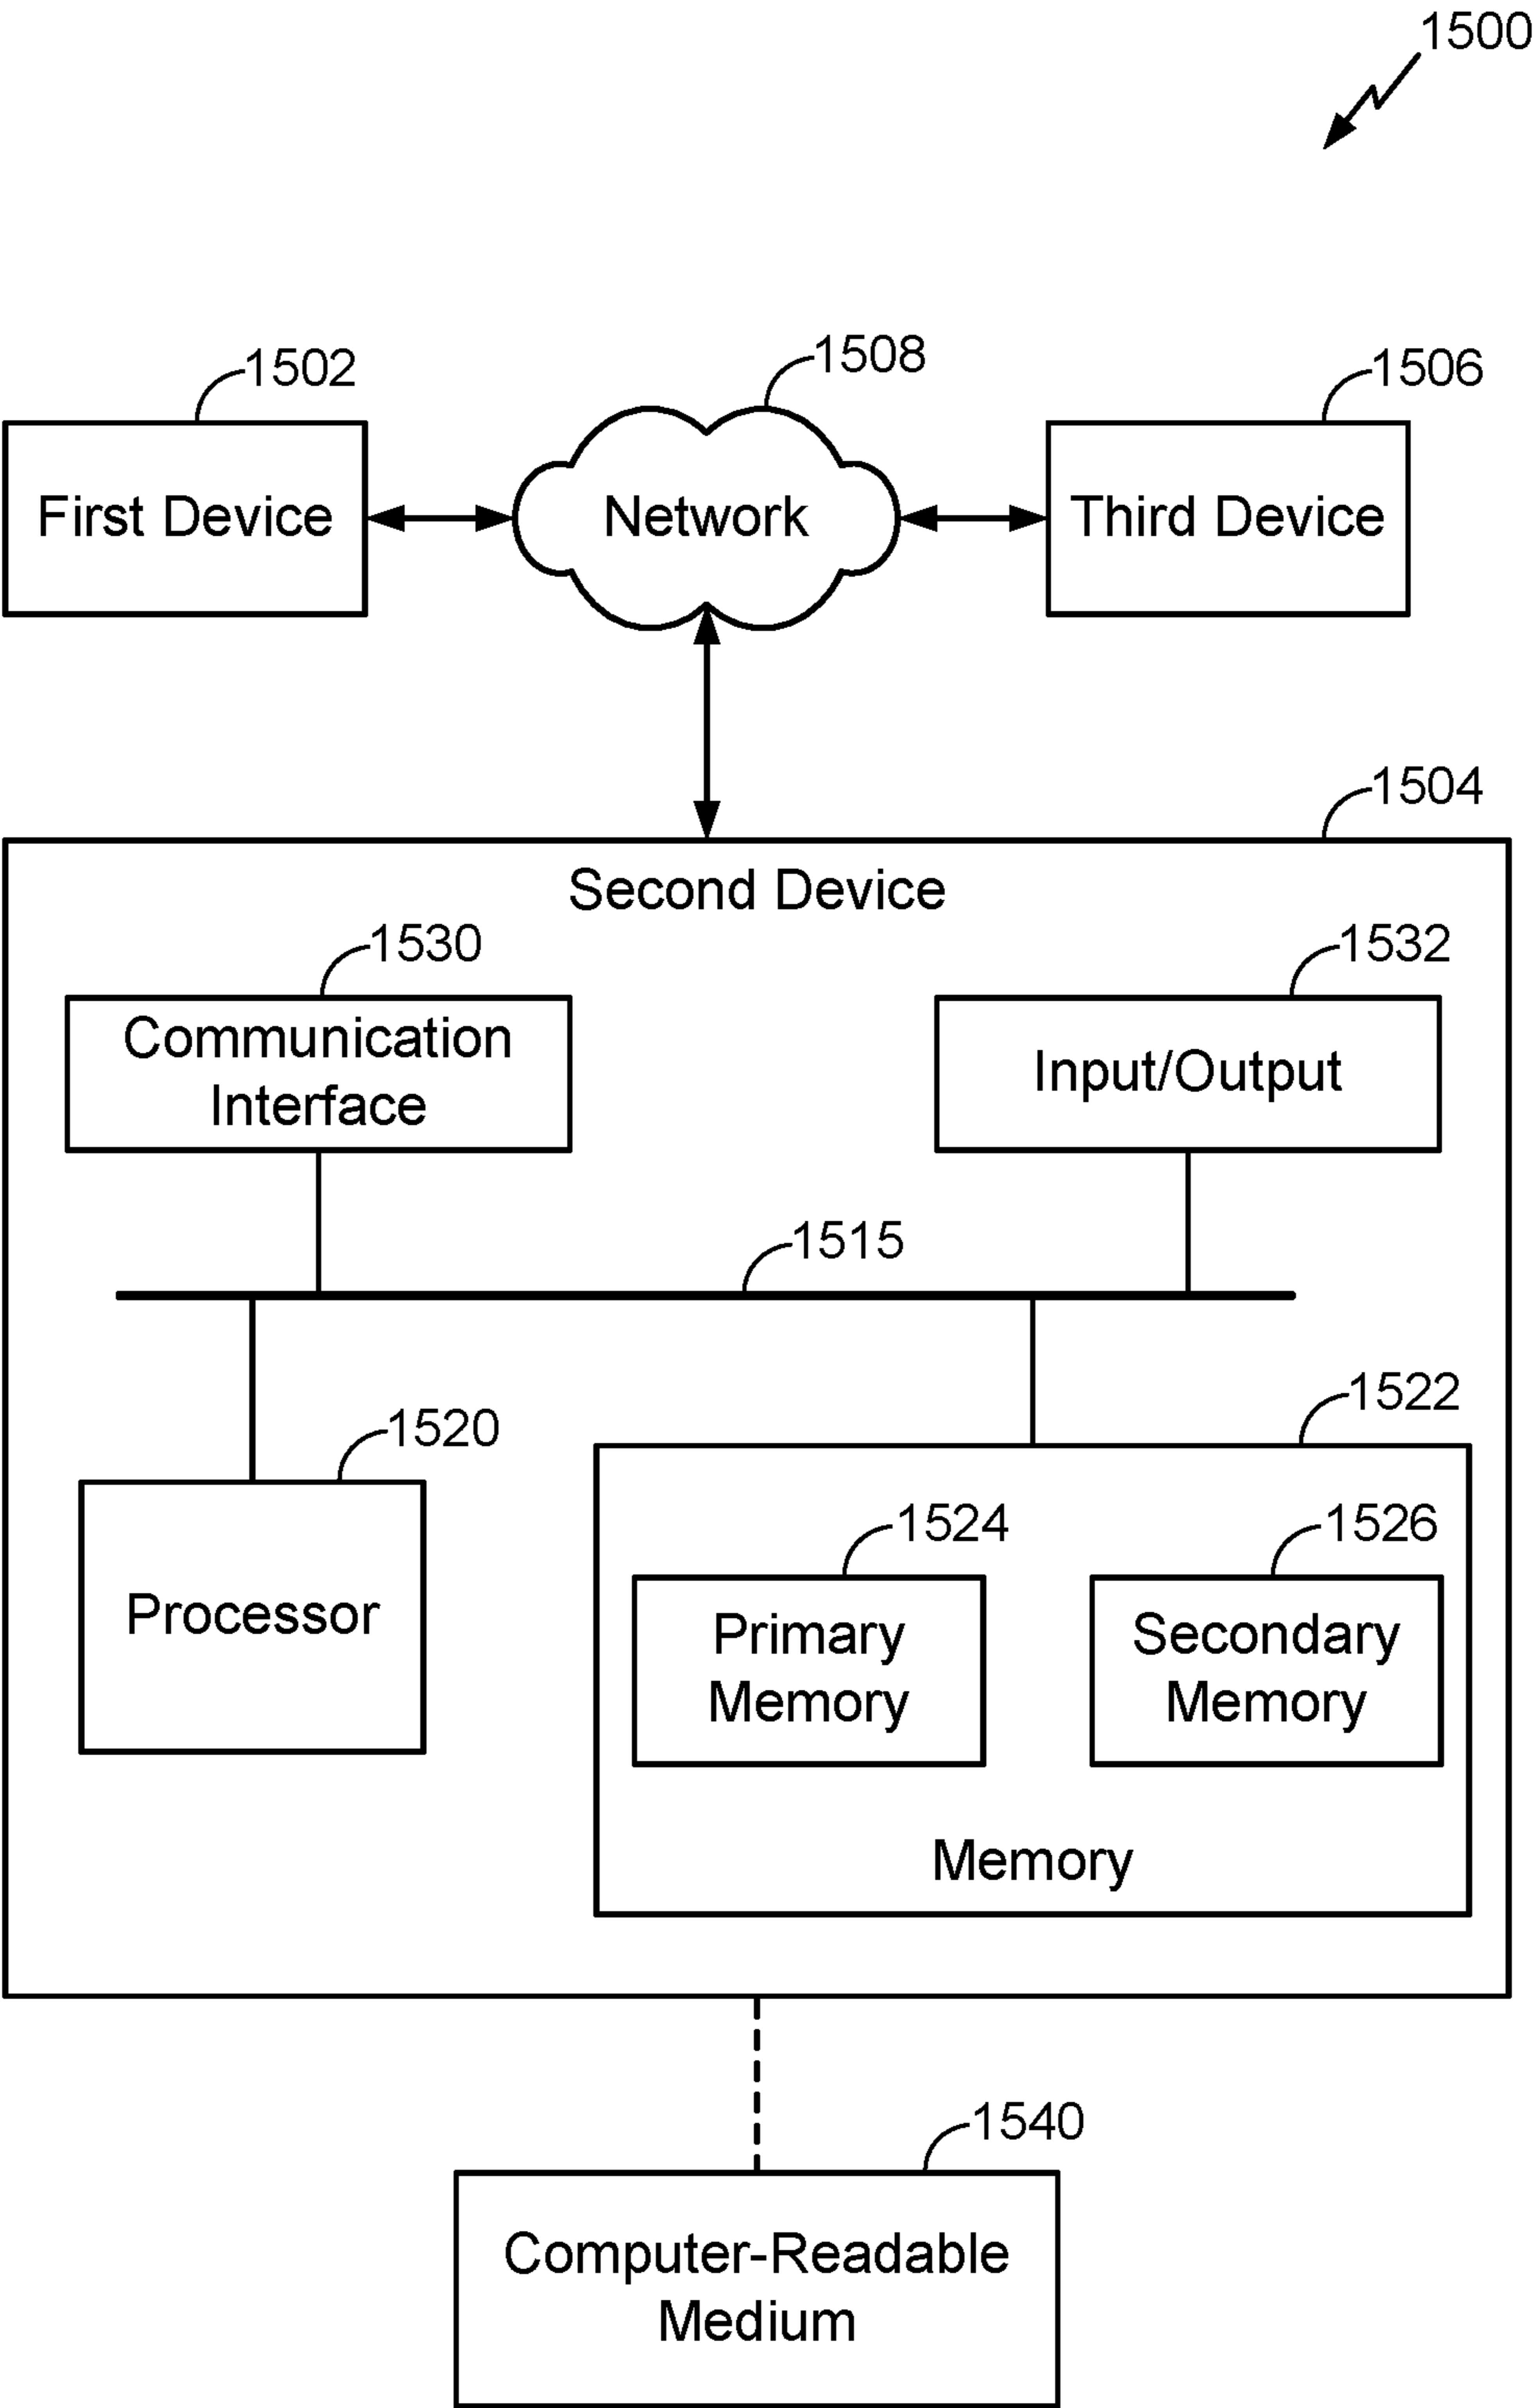 1500
1502
1508
1506
First Device
Network
Third Device
1504
Second Device
1530
1532
Communication
Interface
Input/Output
1515
1520
1522
1524
1526
Processor
Primary
Memory
Secondary
Memory
Memory
1540
Computer-Readable
Medium